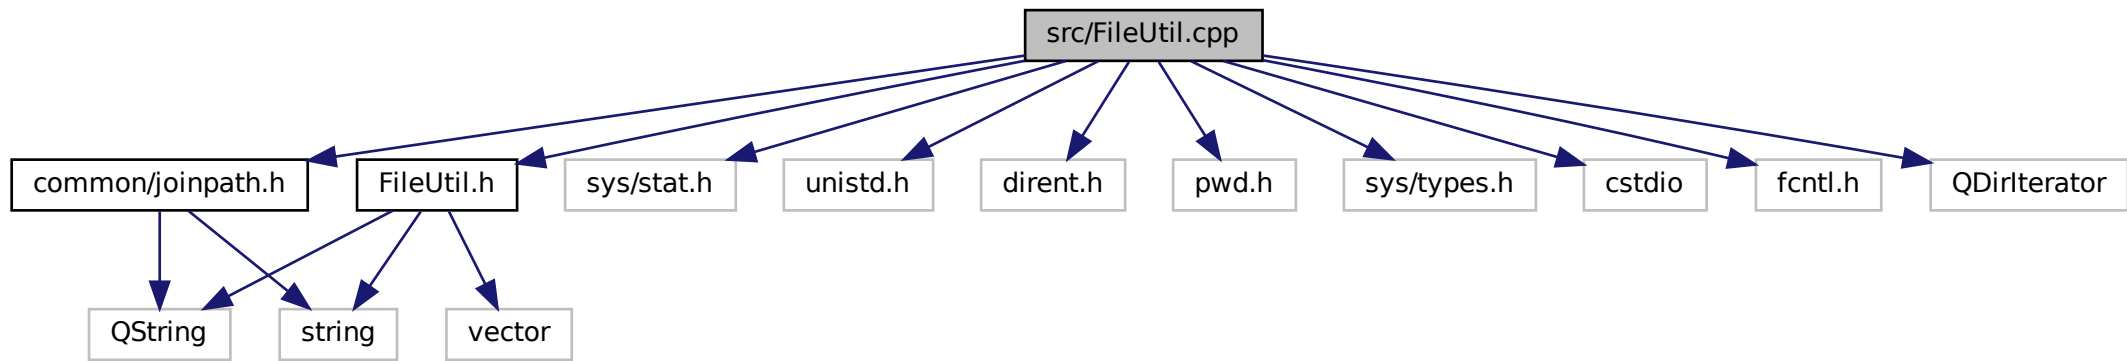 src/FileUtil.cpp
common/joinpath.h
FileUtil.h
sys/stat.h
unistd.h
dirent.h
pwd.h
sys/types.h
cstdio
fcntl.h
QDirIterator
QString
string
vector